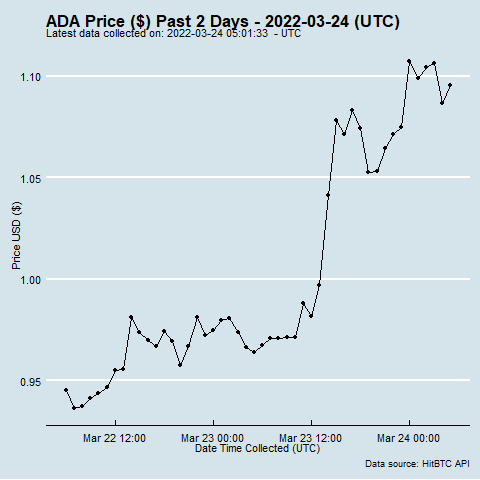 ADA Price ($) Past 2 Days - 2022-03-24 (UTC)
Latest data collected on: 2022-03-24 05:01:33  - UTC
Price USD ($)
1.10
1.05
1.00
0.95
Mar 22 12:00
Mar 23 00:00
Mar 23 12:00
Mar 24 00:00
Date Time Collected (UTC)
Data source: HitBTC API